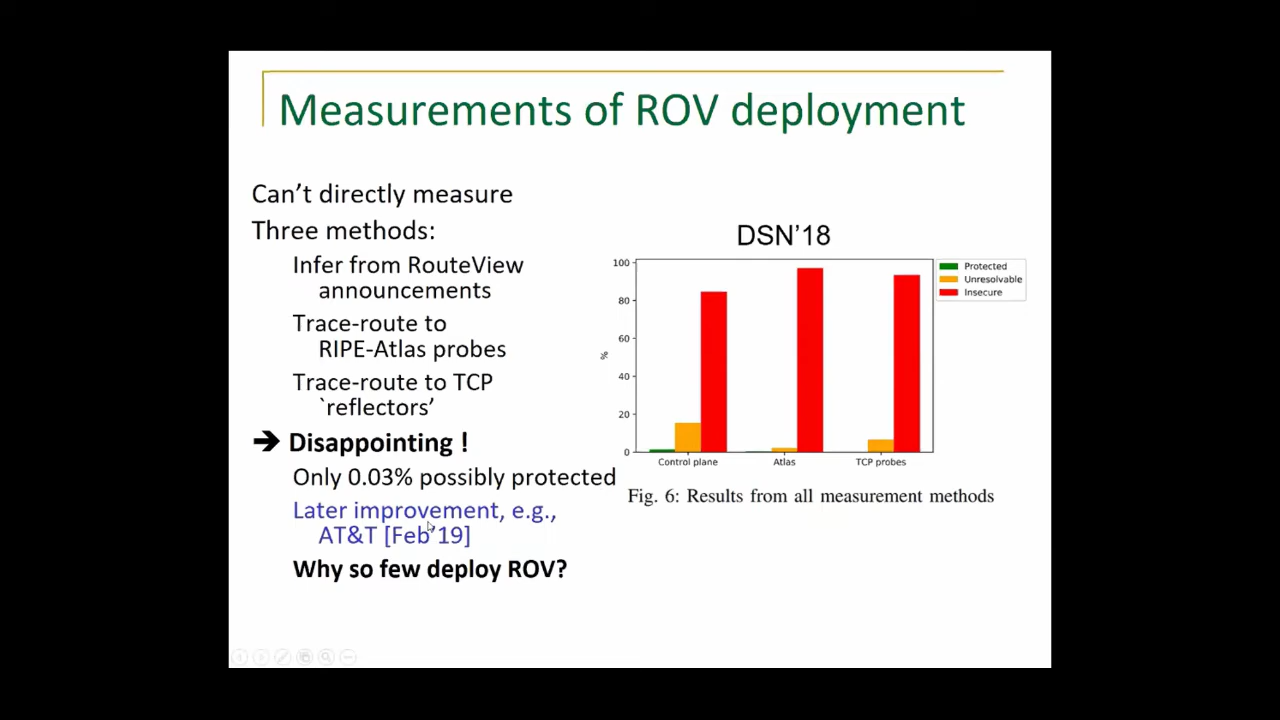 Measurements of ROV deployment
Can't directly measure
Three methods:
Infer from RouteView
announcements
Trace-route to
RIPE-Atlas probes
Trace-route to TCP
`reflectors'
➔ Disappointing !
Only 0.03% possibly protected
Later improvement, e.g.,
AT&T [Feb'19]
Why so few deploy ROV?
DSN'18
100
80
60
40
20
0
%
Control plane
Atlas
TCP probes
Protected
Unresolvable
Insecure
Fig. 6: Results from all measurement methods